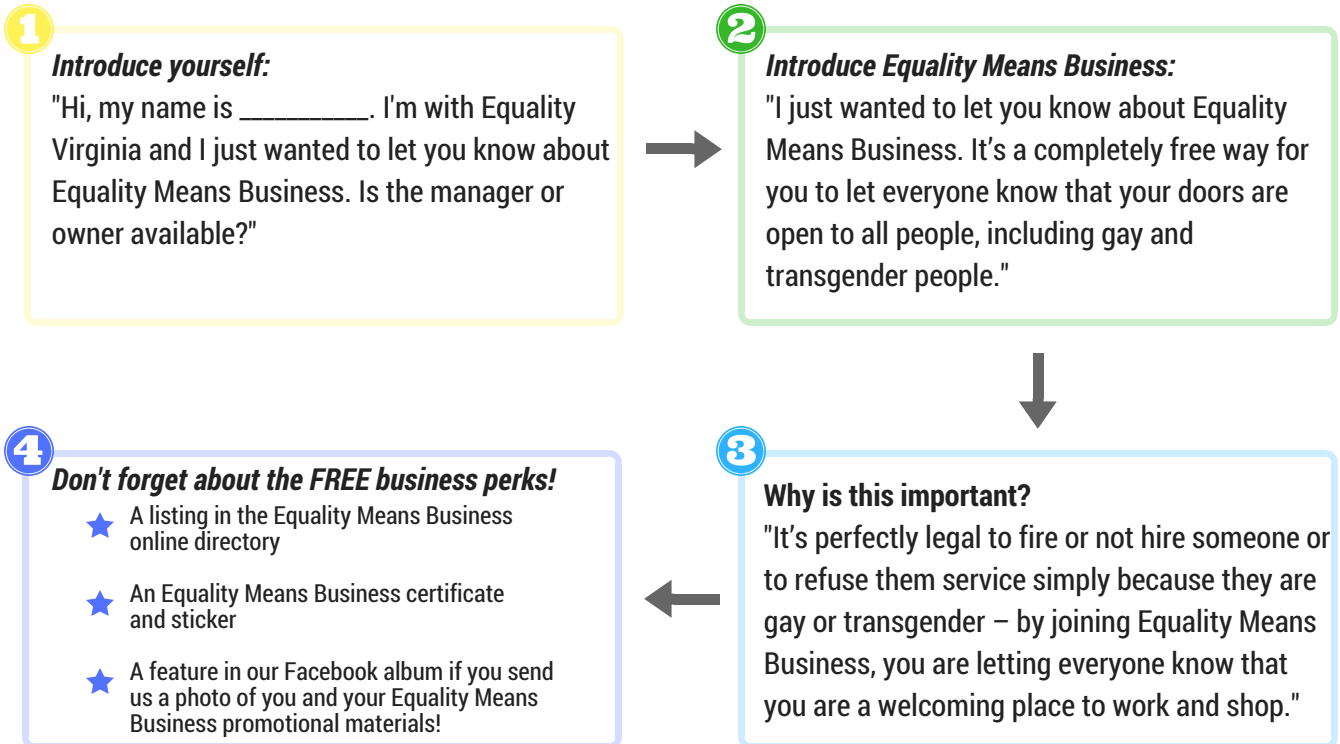 1
Introduce yourself:
"Hi, my name is ___________. I'm with Equality
Virginia and I just wanted to let you know about
Equality Means Business. Is the manager or
owner available?"
2
Introduce Equality Means Business:
"I just wanted to let you know about Equality
Means Business. It’s a completely free way for
you to let everyone know that your doors are
open to all people, including gay and
transgender people."
3
Why is this important?
"It’s perfectly legal to fire or not hire someone or
to refuse them service simply because they are
gay or transgender – by joining Equality Means
Business, you are letting everyone know that
you are a welcoming place to work and shop."
4
Don't forget about the FREE business perks!
A listing in the Equality Means Business
online directory
An Equality Means Business certificate
and sticker
A feature in our Facebook album if you send
us a photo of you and your Equality Means
Business promotional materials!